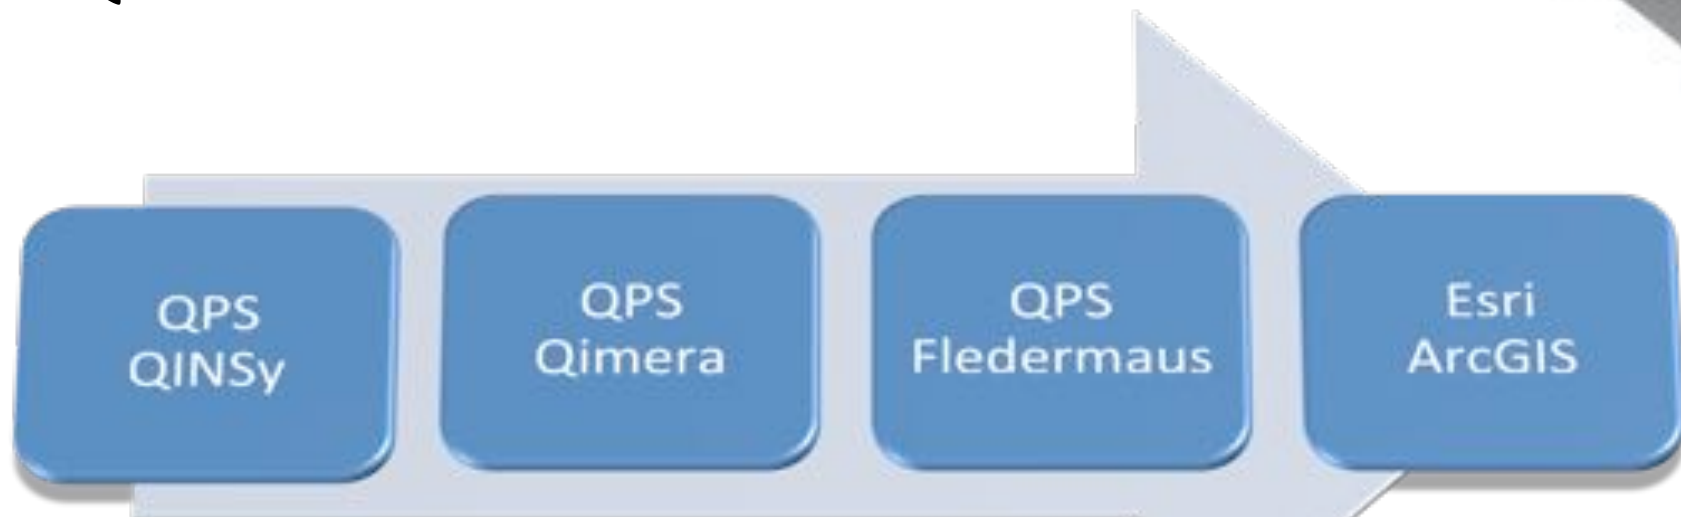 QPS
QINSy
QPS
Qimera
QPS
Fledermaus
Esri
ArcGIS